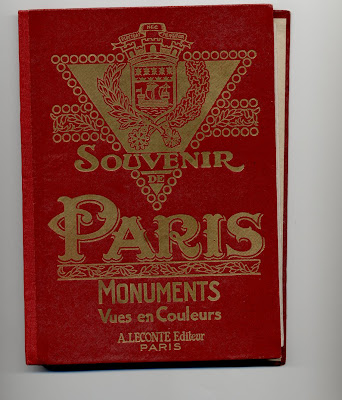 SOUVENIR
DE
PARIS
MONUMENTS
Vues en Couleurs
A. LECONTE Editeur
PARIS